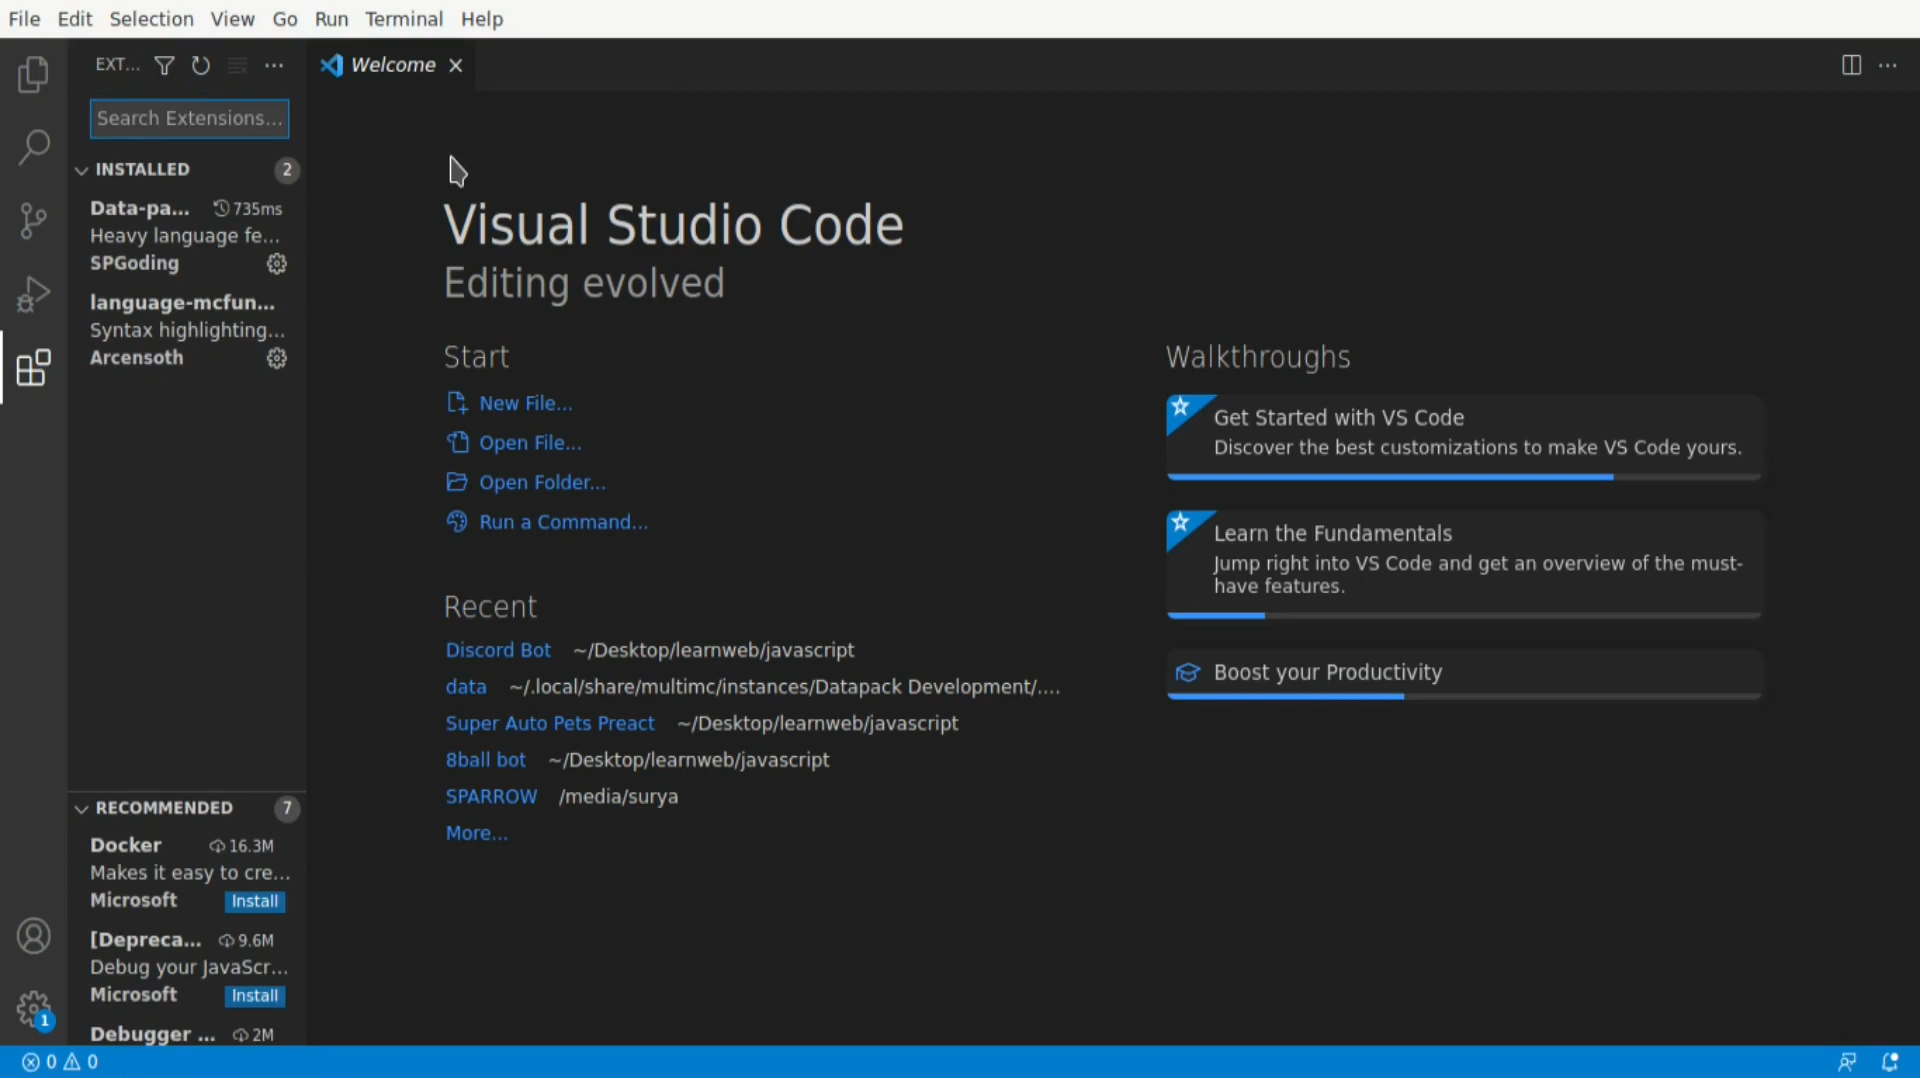 File Edit Selection View Go Run Terminal Help
EXT...
Welcome
Search Extensions...
INSTALLED 2
Data-pa... 735ms
Heavy language fe...
SPGoding
language-mcfun...
Syntax highlighting...
Arcensoth
RECOMMENDED 7
Docker 16.3M
Makes it easy to cre...
Microsoft Install
[Depreca... 9.6M
Debug your JavaScr...
Microsoft Install
Debugger ... 2M
1
Visual Studio Code
Editing evolved
Start
New File...
Open File...
Open Folder...
Run a Command...
Recent
Discord Bot ~/Desktop/learnweb/javascript
data ~/.local/share/multimc/instances/Datapack Development/....
Super Auto Pets Preact ~/Desktop/learnweb/javascript
8ball bot ~/Desktop/learnweb/javascript
SPARROW /media/surya
More...
Walkthroughs
Get Started with VS Code
Discover the best customizations to make VS Code yours.
Learn the Fundamentals
Jump right into VS Code and get an overview of the must-
have features.
Boost your Productivity
0 0